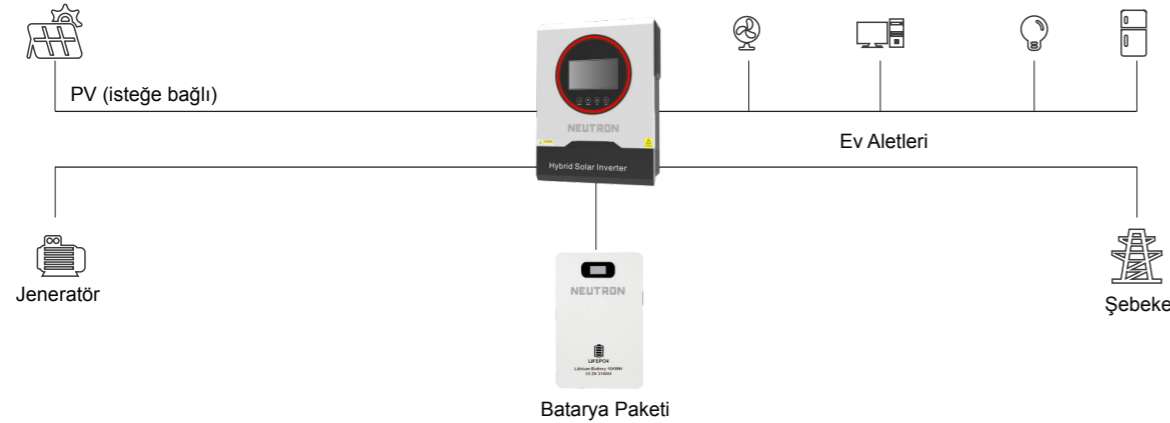 PV (isteğe bağlı)
NEUTRON
Hybrid Solar Inverter
Ev Aletleri
Jeneratör
NEUTRON
LIFEPO4
Şebeke
Batarya Paketi